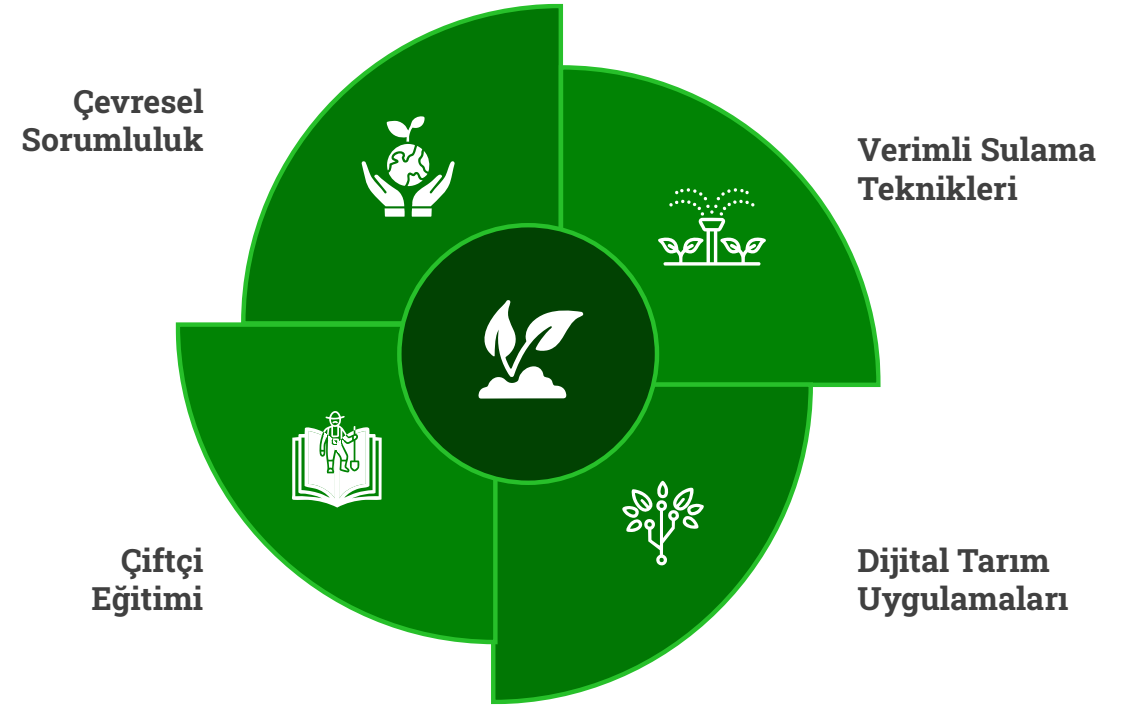 Çevresel
Sorumluluk
Verimli Sulama
Teknikleri
Çiftçi
Eğitimi
Dijital Tarım
Uygulamaları